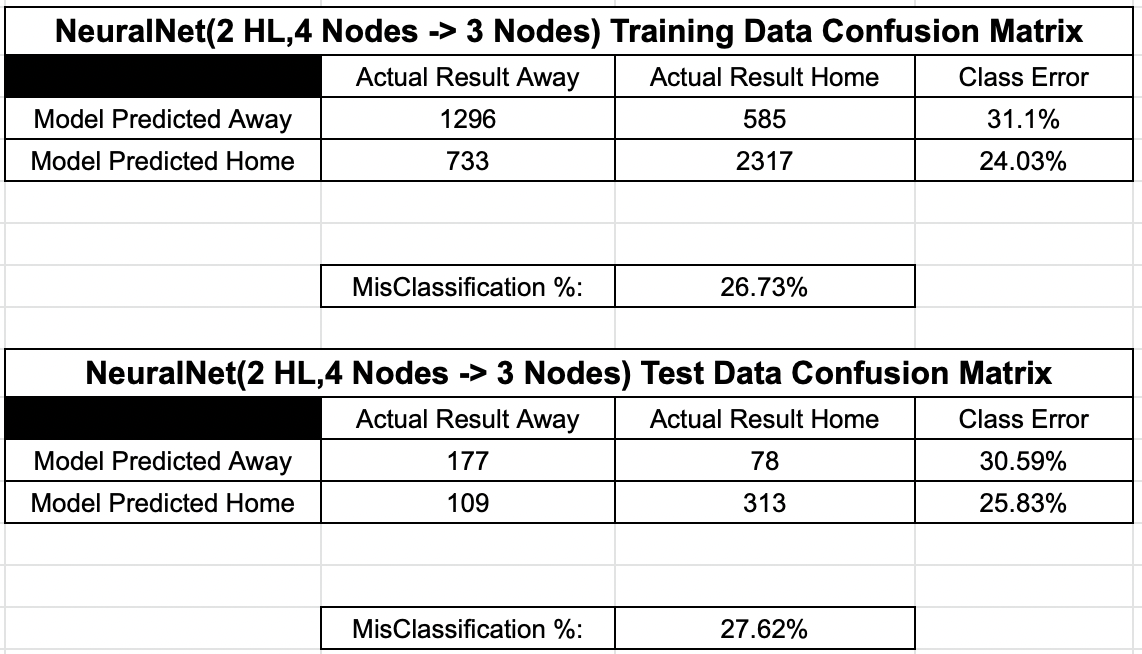 NeuralNet(2 HL,4 Nodes -> 3 Nodes) Training Data Confusion Matrix
Actual Result Away Actual Result Home Class Error
Model Predicted Away 1296 585 31.1%
Model Predicted Home 733 2317 24.03%
MisClassification %: 26.73%
NeuralNet(2 HL,4 Nodes -> 3 Nodes) Test Data Confusion Matrix
Actual Result Away Actual Result Home Class Error
Model Predicted Away 177 78 30.59%
Model Predicted Home 109 313 25.83%
MisClassification %: 27.62%